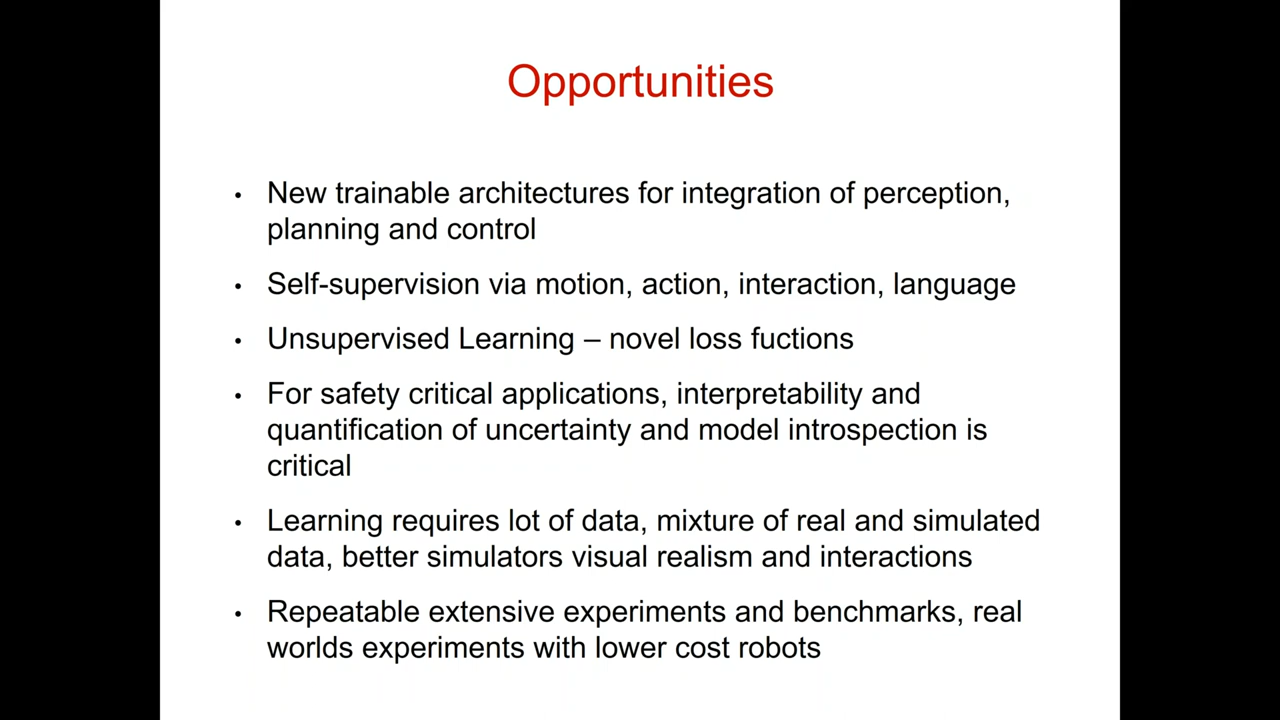 Opportunities
• New trainable architectures for integration of perception,
planning and control
• Self-supervision via motion, action, interaction, language
• Unsupervised Learning – novel loss fuctions
• For safety critical applications, interpretability and
quantification of uncertainty and model introspection is
critical
• Learning requires lot of data, mixture of real and simulated
data, better simulators visual realism and interactions
• Repeatable extensive experiments and benchmarks, real
worlds experiments with lower cost robots